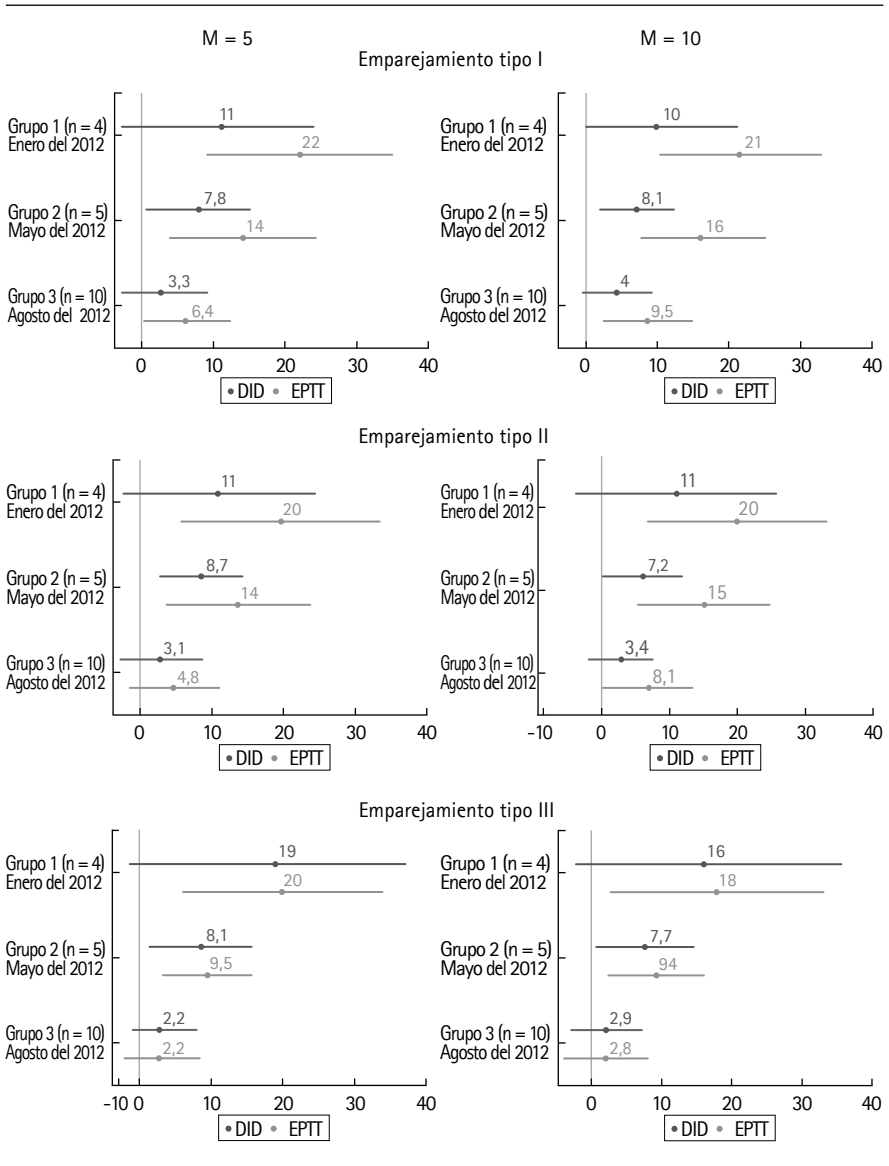 M = 5
M = 10
Emparejamiento tipo I
Grupo 1 (n = 4)
Enero del 2012
11
22
Grupo 2 (n = 5)
Mayo del 2012
7,8
14
Grupo 3 (n = 10)
Agosto del 2012
3,3
6,4
0 10 20 30 40
DID EPTT
Grupo 1 (n = 4)
Enero del 2012
10
21
Grupo 2 (n = 5)
Mayo del 2012
8,1
16
Grupo 3 (n = 10)
Agosto del 2012
4
9,5
0 10 20 30 40
DID EPTT
Emparejamiento tipo II
Grupo 1 (n = 4)
Enero del 2012
11
20
Grupo 2 (n = 5)
Mayo del 2012
8,7
14
Grupo 3 (n = 10)
Agosto del 2012
3,1
4,8
0 10 20 30 40
DID EPTT
Grupo 1 (n = 4)
Enero del 2012
11
20
Grupo 2 (n = 5)
Mayo del 2012
7,2
15
Grupo 3 (n = 10)
Agosto del 2012
3,4
8,1
-10 0 10 20 30 40
DID EPTT
Emparejamiento tipo III
Grupo 1 (n = 4)
Enero del 2012
19
20
Grupo 2 (n = 5)
Mayo del 2012
8,1
9,5
Grupo 3 (n = 10)
Agosto del 2012
2,2
2,2
-10 0 10 20 30 40
DID EPTT
Grupo 1 (n = 4)
Enero del 2012
16
18
Grupo 2 (n = 5)
Mayo del 2012
7,7
94
Grupo 3 (n = 10)
Agosto del 2012
2,9
2,8
0 10 20 30 40
DID EPTT